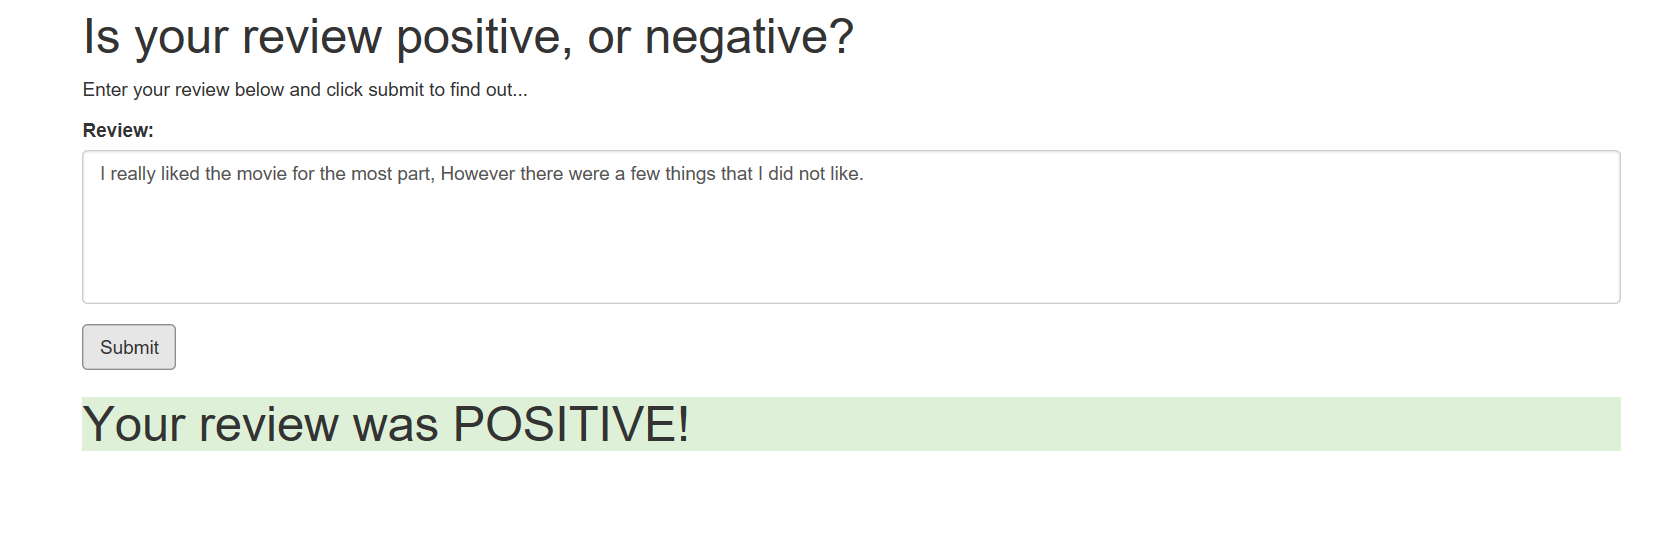 Is your review positive, or negative?
Enter your review below and click submit to find out...
Review:
I really liked the movie for the most part, However there were a few things that I did not like.
Submit
Your review was POSITIVE!